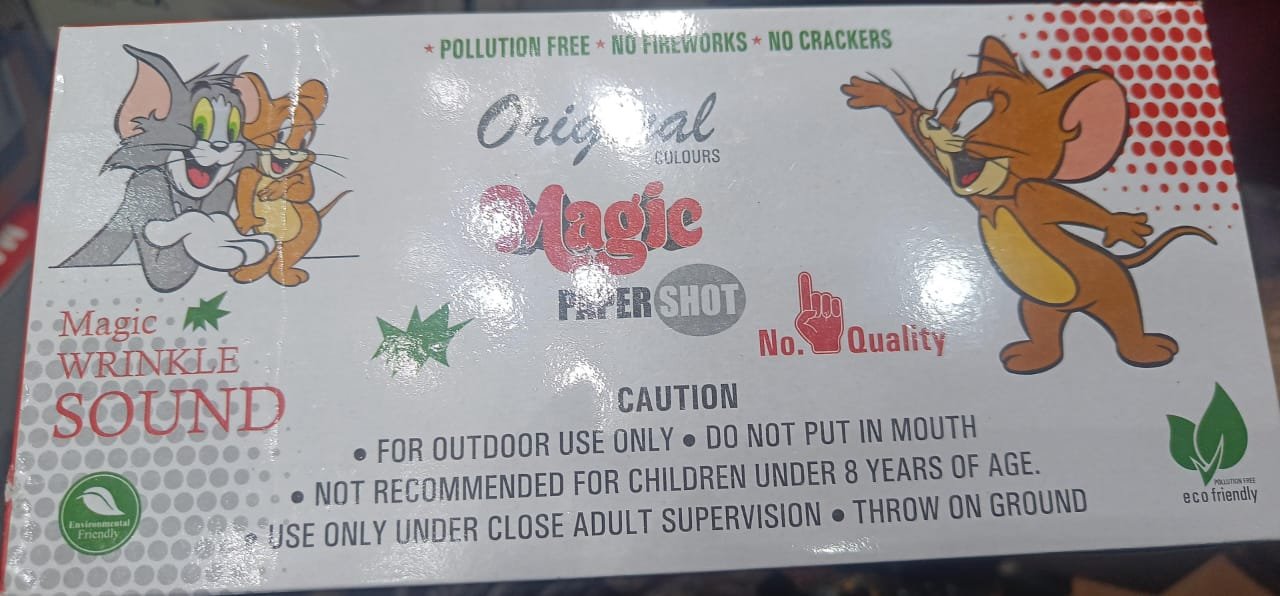 ★ POLLUTION FREE ★ NO FIREWORKS ★ NO CRACKERS
Original
COLOURS
Magic
PAPER SHOT
No. Quality
Magic
WRINKLE
SOUND
CAUTION
• FOR OUTDOOR USE ONLY • DO NOT PUT IN MOUTH
• NOT RECOMMENDED FOR CHILDREN UNDER 8 YEARS OF AGE.
• USE ONLY UNDER CLOSE ADULT SUPERVISION • THROW ON GROUND
Environmental
Friendly
POLLUTION FREE
eco friendly